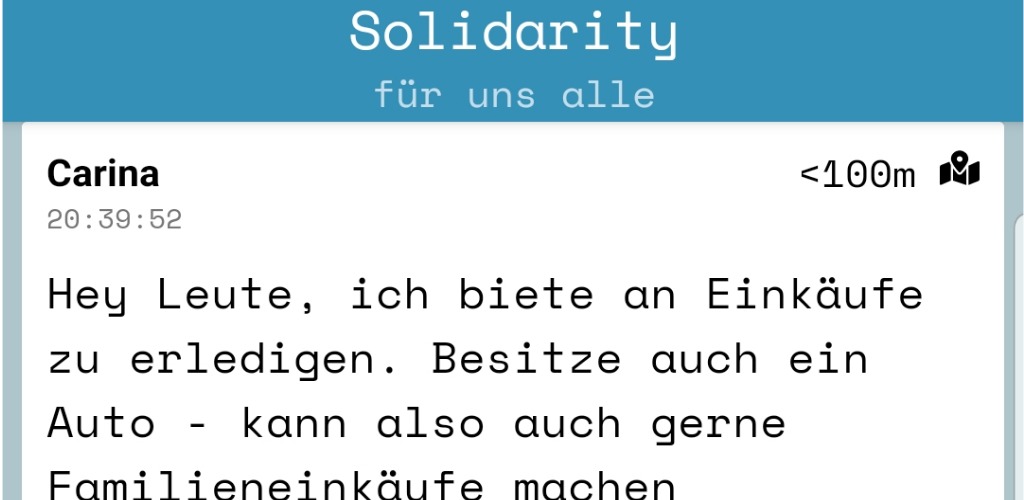 Solidarity
für uns alle
Carina
<100m
20:39:52
Hey Leute, ich biete an Einkäufe
zu erledigen. Besitze auch ein
Auto - kann also auch gerne
Familieneinkäufe machen